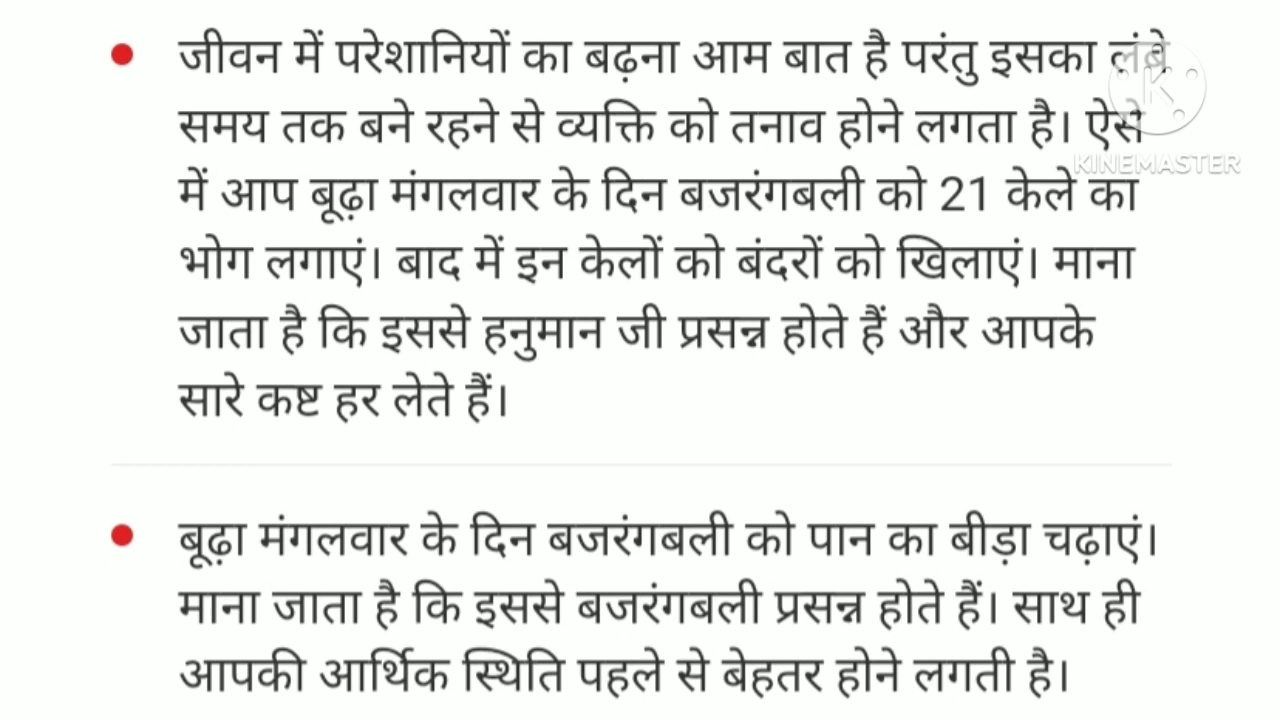 जीवन में परेशानियों का बढ़ना आम बात है परंतु इसका लंबे
समय तक बने रहने से व्यक्ति को तनाव होने लगता है। ऐसे
KINEMASTER
में आप बूढ़ा मंगलवार के दिन बजरंगबली को 21 केले का
भोग लगाएं। बाद में इन केलों को बंदरों को खिलाएं। माना
जाता है कि इससे हनुमान जी प्रसन्न होते हैं और आपके
सारे कष्ट हर लेते हैं।
बूढ़ा मंगलवार के दिन बजरंगबली को पान का बीड़ा चढ़ाएं।
माना जाता है कि इससे बजरंगबली प्रसन्न होते हैं। साथ ही
आपकी आर्थिक स्थिति पहले से बेहतर होने लगती है।